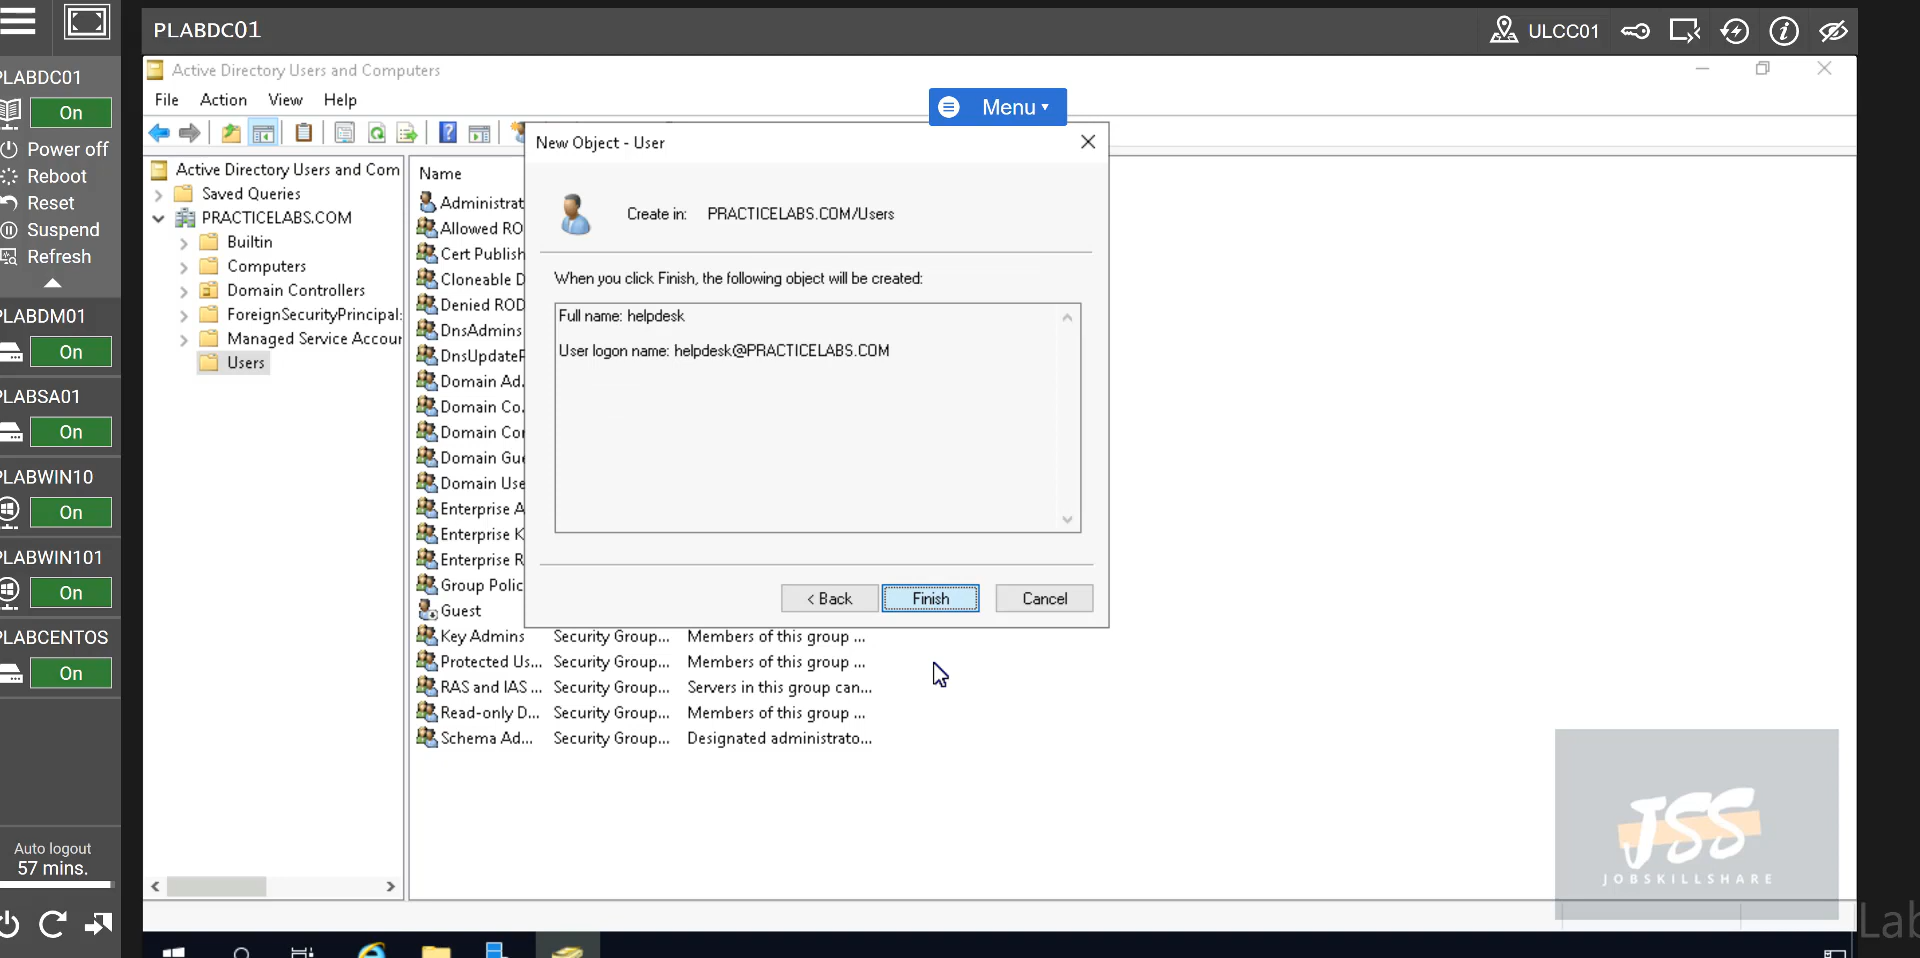 PLABDC01
ULCC01
PLABDC01
On
Power off
Reboot
Reset
Suspend
Refresh
PLABDM01
On
PLABSA01
On
PLABWIN10
On
PLABWIN101
On
PLABCENTOS
On
Auto logout
57 mins.
Active Directory Users and Computers
File Action View Help
Menu
Active Directory Users and Com
Saved Queries
PRACTICELABS.COM
Builtin
Computers
Domain Controllers
ForeignSecurityPrincipal:
Managed Service Accour
Users
Name
Administrat
Allowed RO
Cert Publish
Cloneable D
Denied ROD
DnsAdmins
DnsUpdateP
Domain Ad.
Domain Co.
Domain Cor
Domain Gue
Domain Use
Enterprise A
Enterprise K
Enterprise R
Group Polic
Guest
Key Admins Security Group... Members of this group ...
Protected Us... Security Group... Members of this group ...
RAS and IAS ... Security Group... Servers in this group can...
Read-only D... Security Group... Members of this group ...
Schema Ad... Security Group... Designated administrato...
New Object - User
Create in: PRACTICELABS.COM/Users
When you click Finish, the following object will be created:
Full name: helpdesk
User logon name: helpdesk@PRACTICELABS.COM
< Back Finish Cancel
JSS
JOBSKILLSHARE
Lab